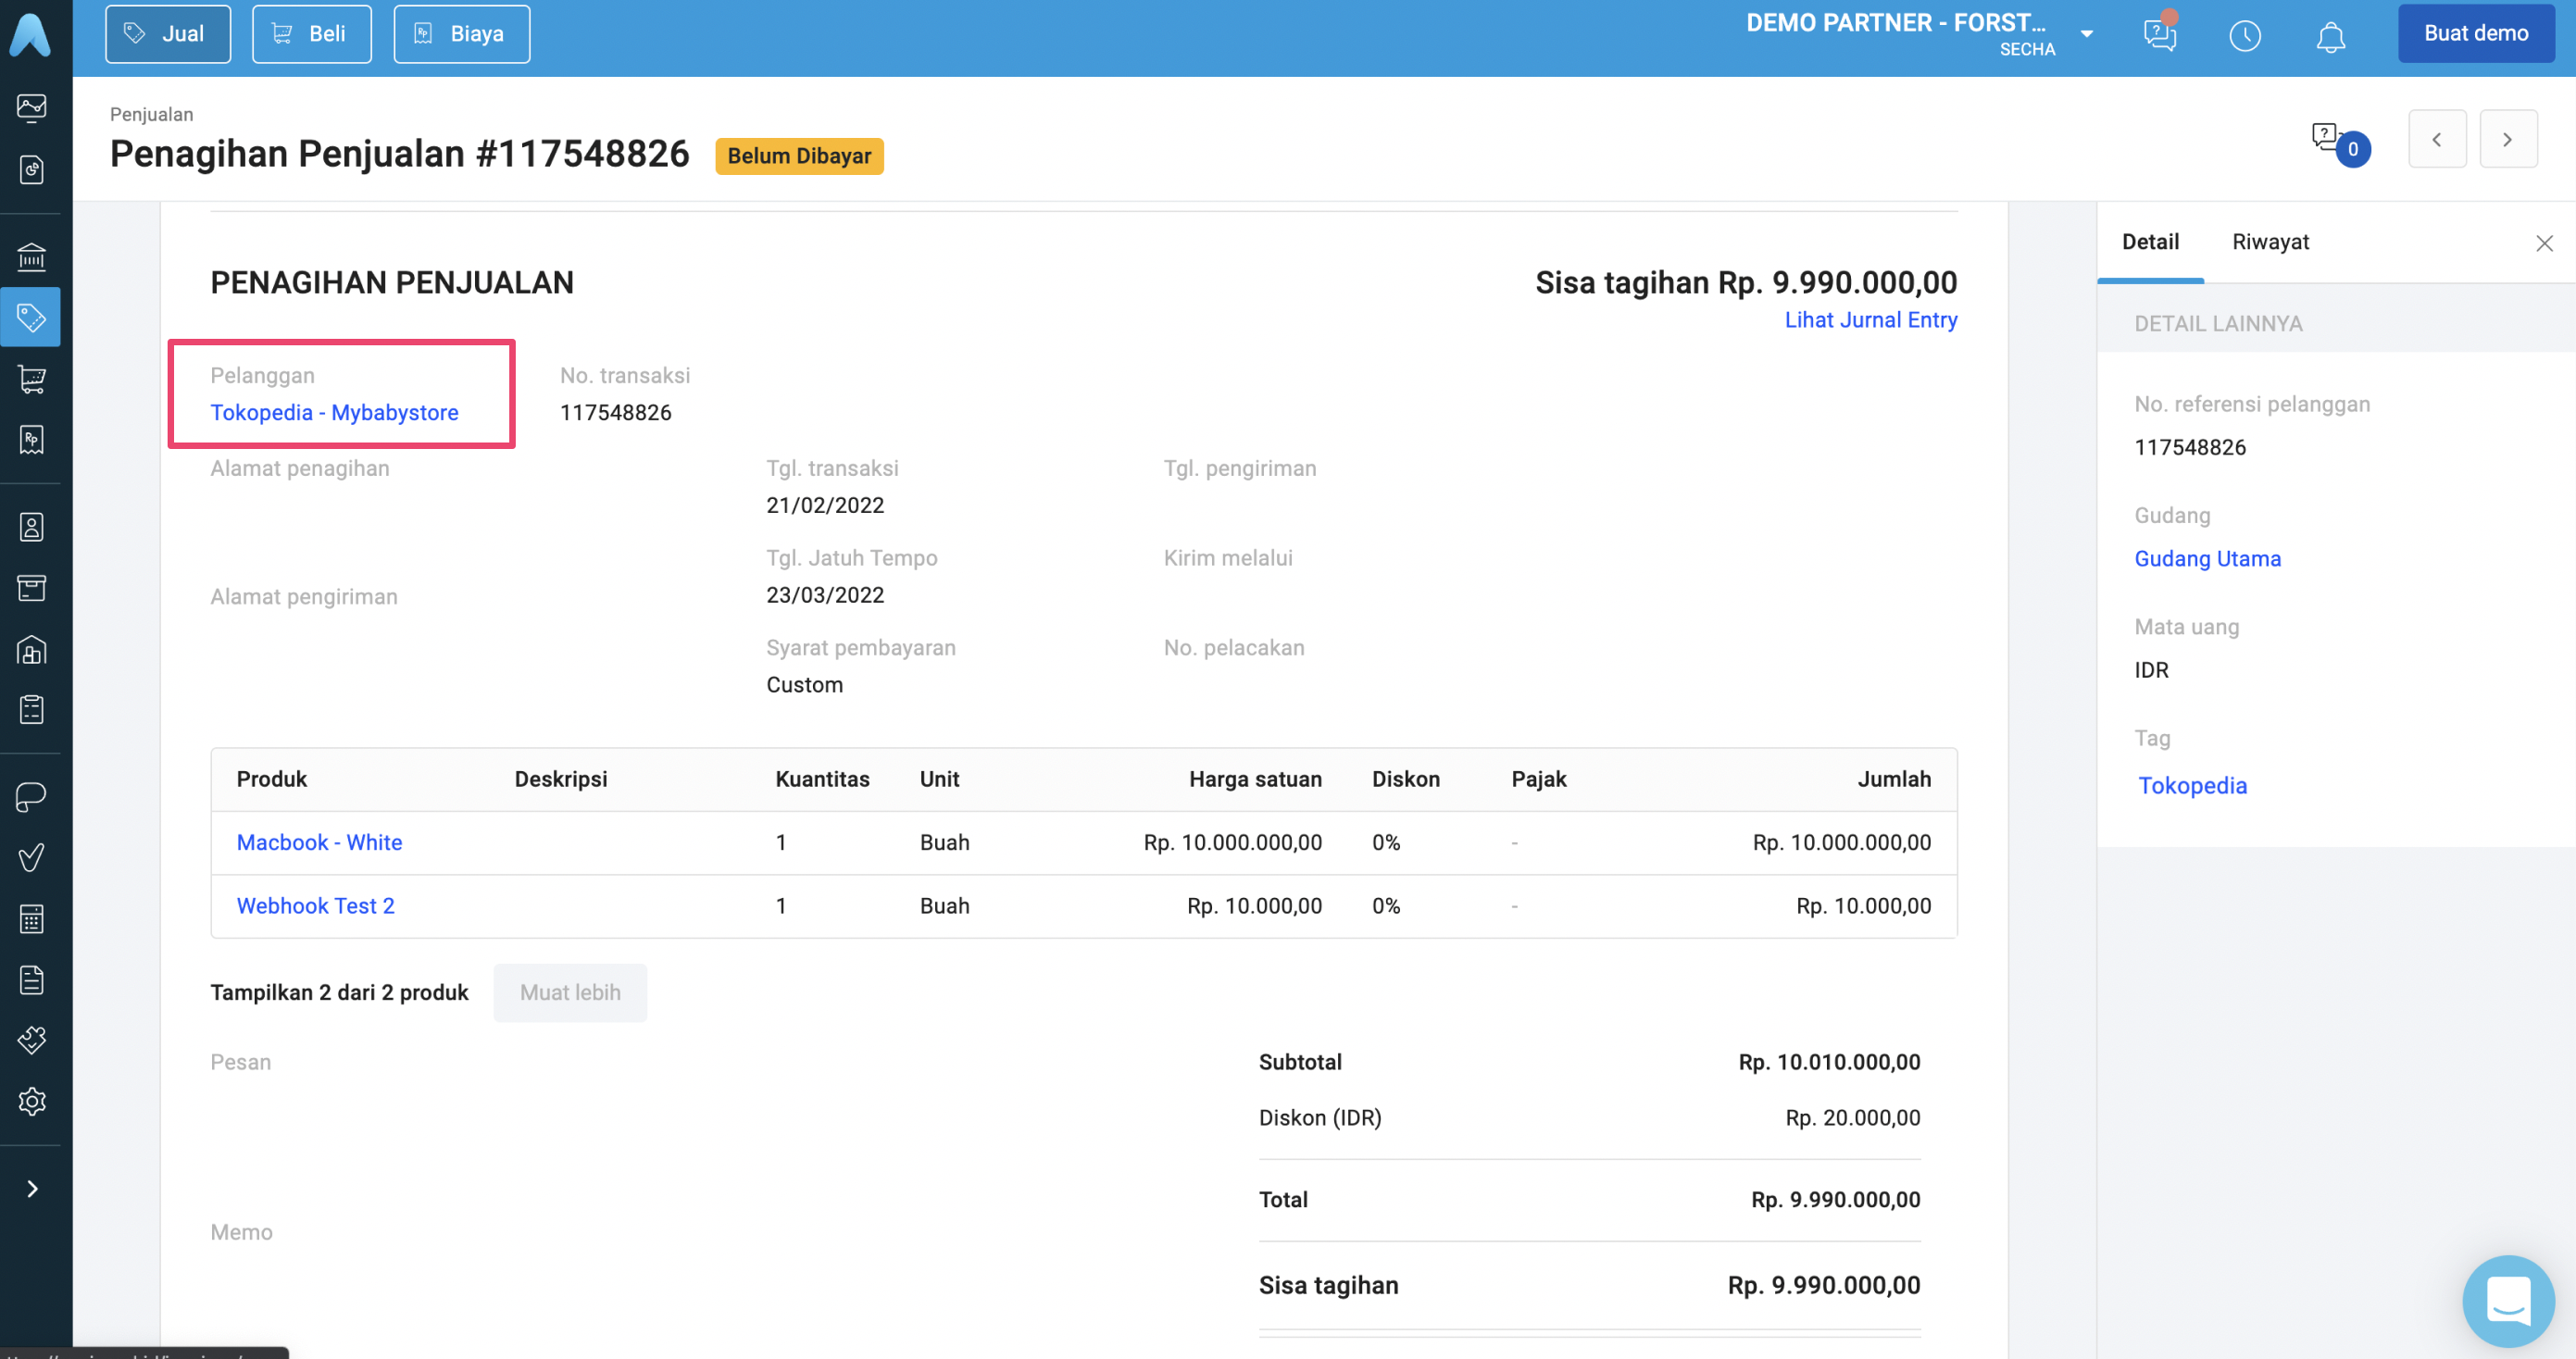 Jual
Beli
Biaya
DEMO PARTNER - FORST...
SECHA
Buat demo
Penjualan
Penagihan Penjualan #117548826
Belum Dibayar
0
PENAGIHAN PENJUALAN
Sisa tagihan Rp. 9.990.000,00
Lihat Jurnal Entry
Pelanggan
Tokopedia - Mybabystore
No. transaksi
117548826
Alamat penagihan
Tgl. transaksi
21/02/2022
Tgl. pengiriman
Tgl. Jatuh Tempo
23/03/2022
Kirim melalui
Alamat pengiriman
Syarat pembayaran
Custom
No. pelacakan
Produk Deskripsi Kuantitas Unit Harga satuan Diskon Pajak Jumlah
Macbook - White 1 Buah Rp. 10.000.000,00 0% - Rp. 10.000.000,00
Webhook Test 2 1 Buah Rp. 10.000,00 0% - Rp. 10.000,00
Tampilkan 2 dari 2 produk
Muat lebih
Pesan
Subtotal Rp. 10.010.000,00
Diskon (IDR) Rp. 20.000,00
Total Rp. 9.990.000,00
Memo
Sisa tagihan Rp. 9.990.000,00
Detail
Riwayat
DETAIL LAINNYA
No. referensi pelanggan
117548826
Gudang
Gudang Utama
Mata uang
IDR
Tag
Tokopedia